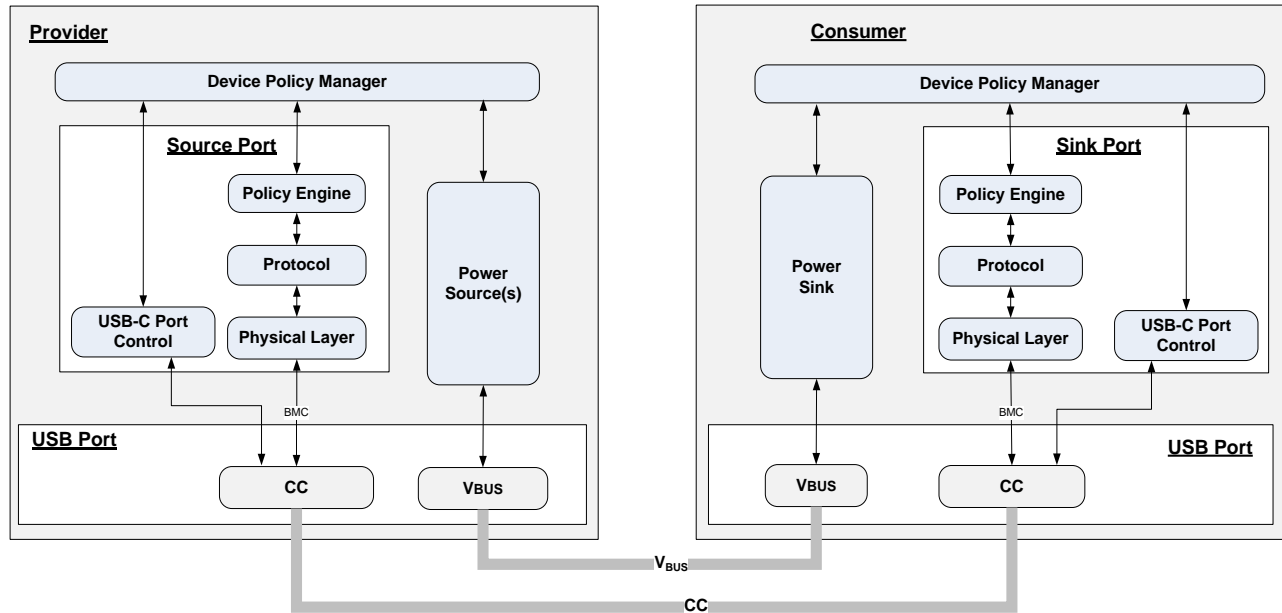 Provider
Consumer
Device Policy Manager
Device Policy Manager
Source Port
Sink Port
Policy Engine
Policy Engine
Protocol
Protocol
Power
Source(s)
Power
Sink
USB-C Port
Control
Physical Layer
Physical Layer
USB-C Port
Control
BMC
BMC
USB Port
USB Port
CC
VBUS
VBUS
CC
VBUS
CC